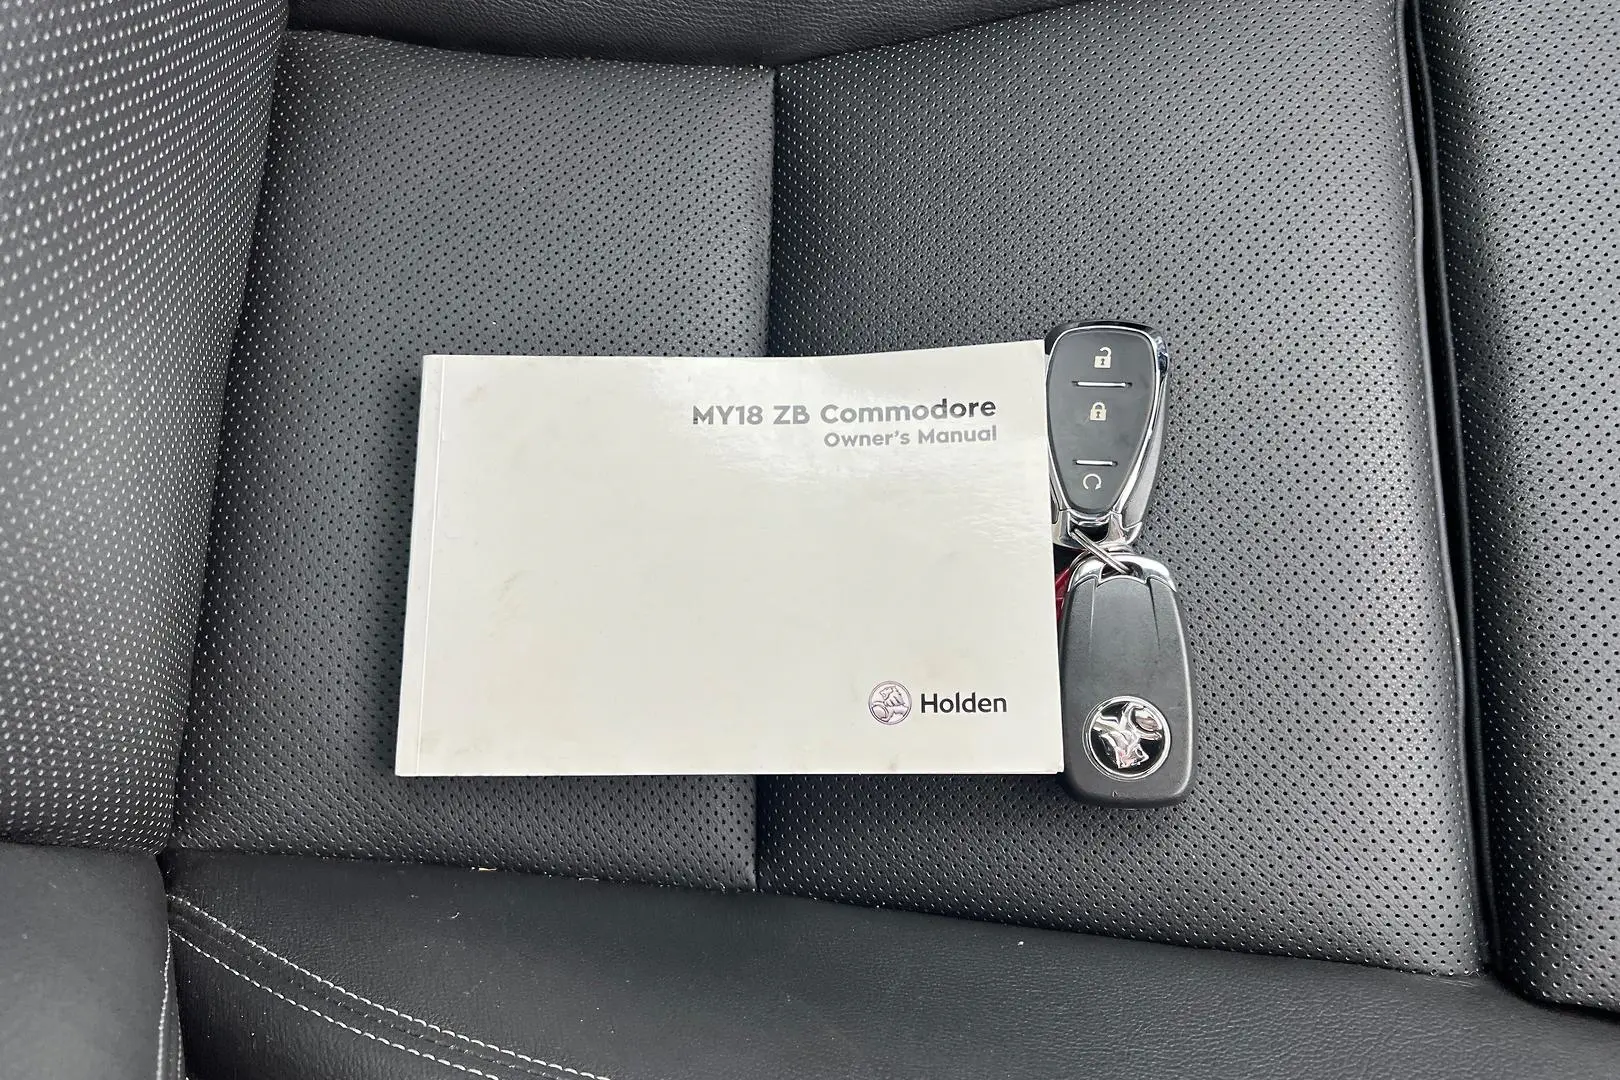 MY18 ZB Commodore
Owner's Manual
Holden